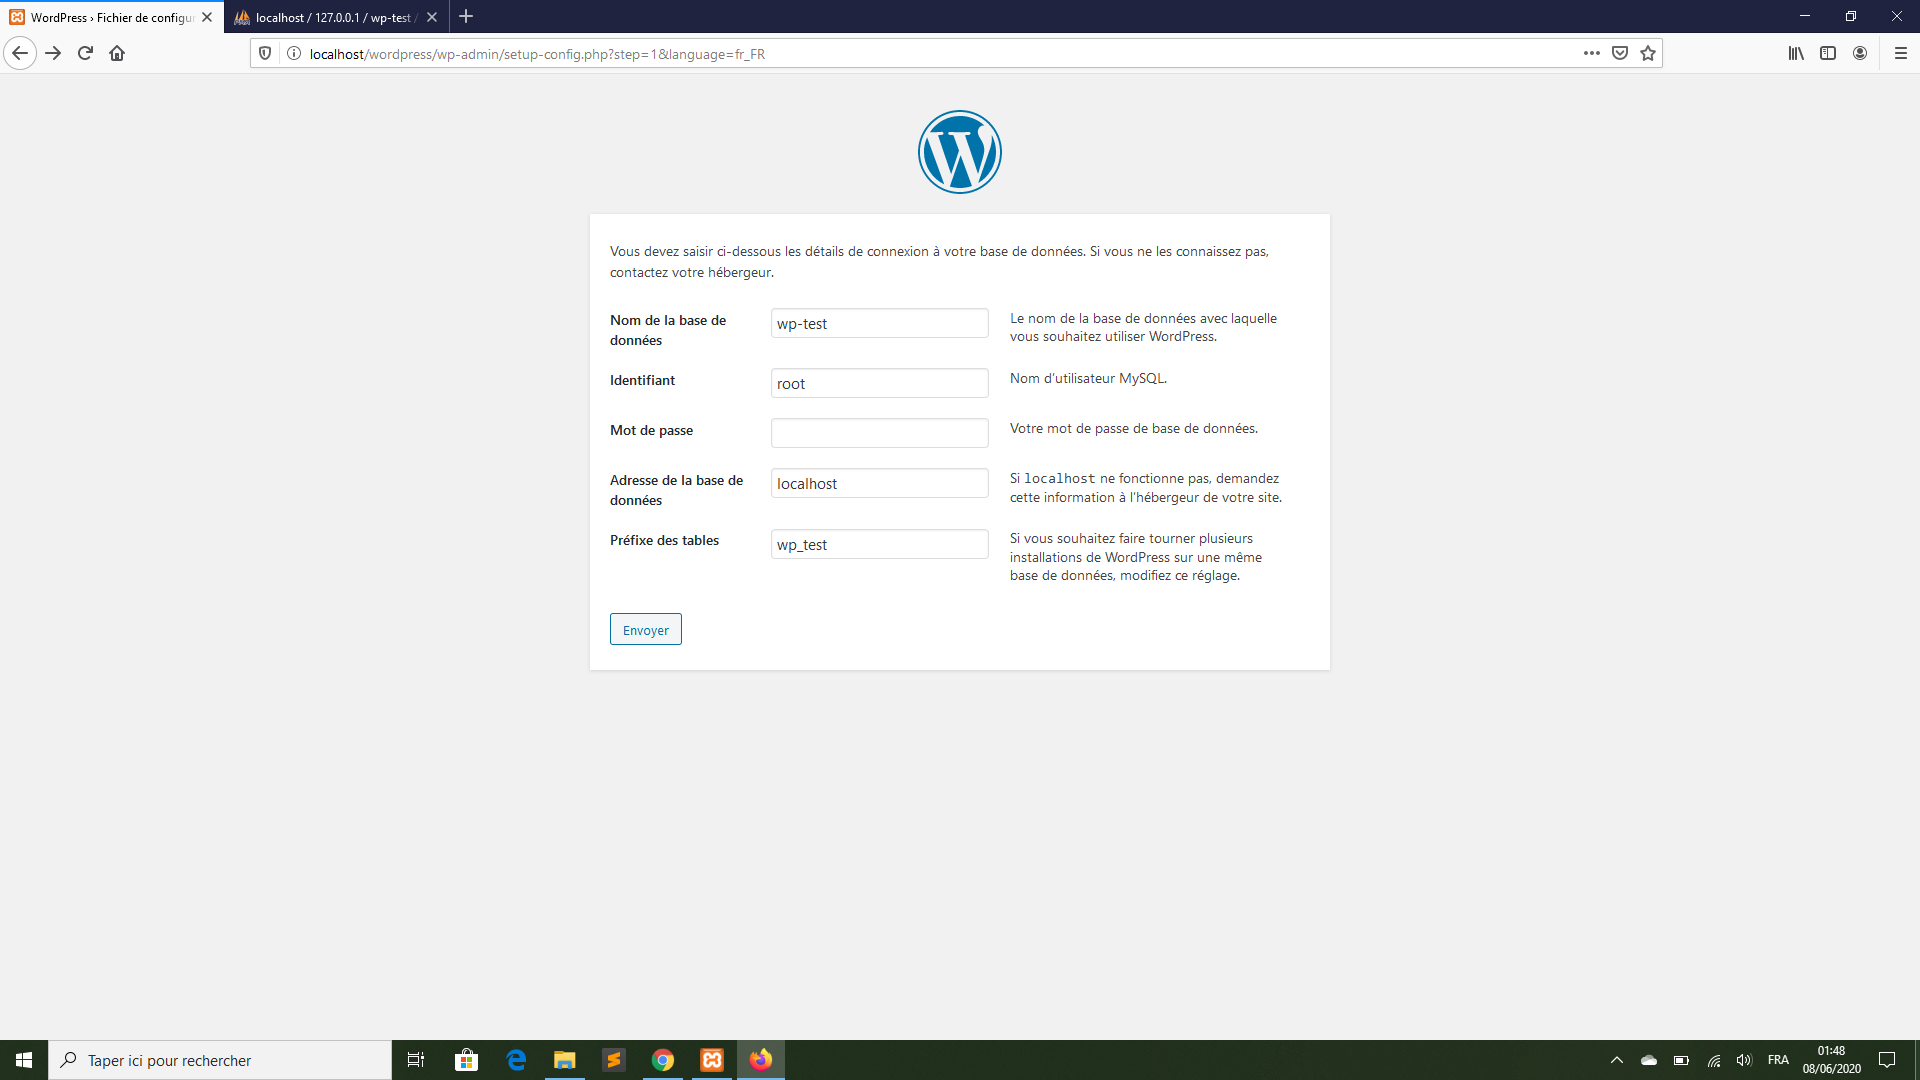 WordPress › Fichier de configur
localhost / 127.0.0.1 / wp-test /
localhost/wordpress/wp-admin/setup-config.php?step=1&language=fr_FR
Vous devez saisir ci-dessous les détails de connexion à votre base de données. Si vous ne les connaissez pas,
contactez votre hébergeur.
Nom de la base de
données
wp-test
Le nom de la base de données avec laquelle
vous souhaitez utiliser WordPress.
Identifiant
root
Nom d’utilisateur MySQL.
Mot de passe
Votre mot de passe de base de données.
Adresse de la base de
données
localhost
Si localhost ne fonctionne pas, demandez
cette information à l’hébergeur de votre site.
Préfixe des tables
wp_test
Si vous souhaitez faire tourner plusieurs
installations de WordPress sur une même
base de données, modifiez ce réglage.
Envoyer
Taper ici pour rechercher
FRA
01:48
08/06/2020